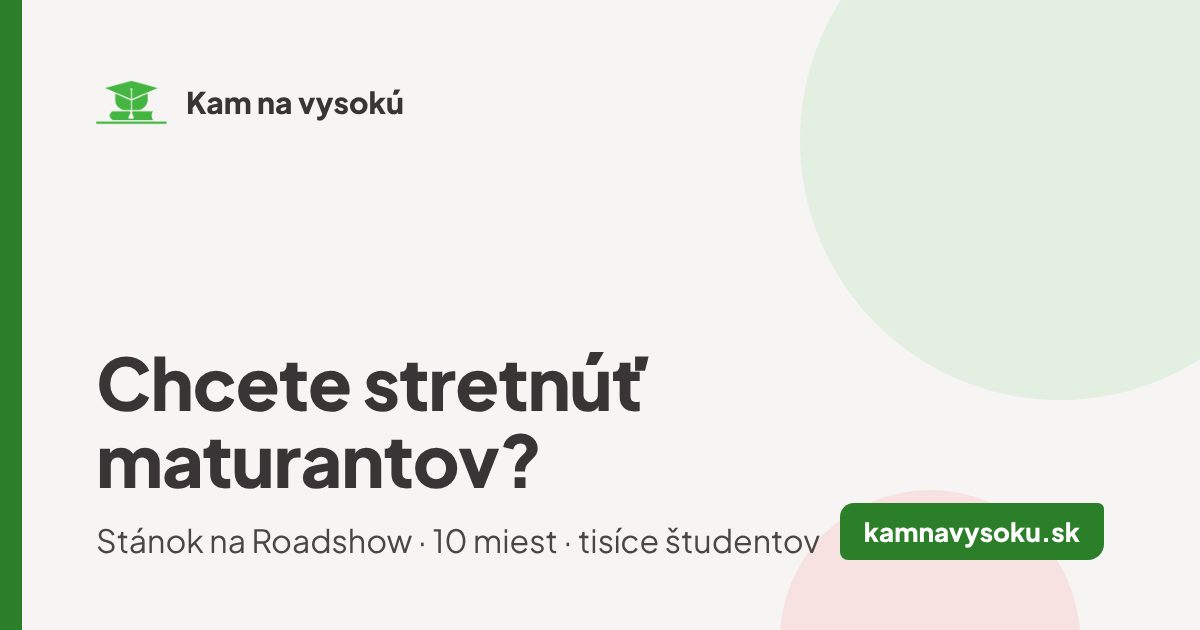 Kam na vysokú
Chcete stretnúť
maturantov?
Stánok na Roadshow · 10 miest · tisíce študentov
kamnavysoku.sk